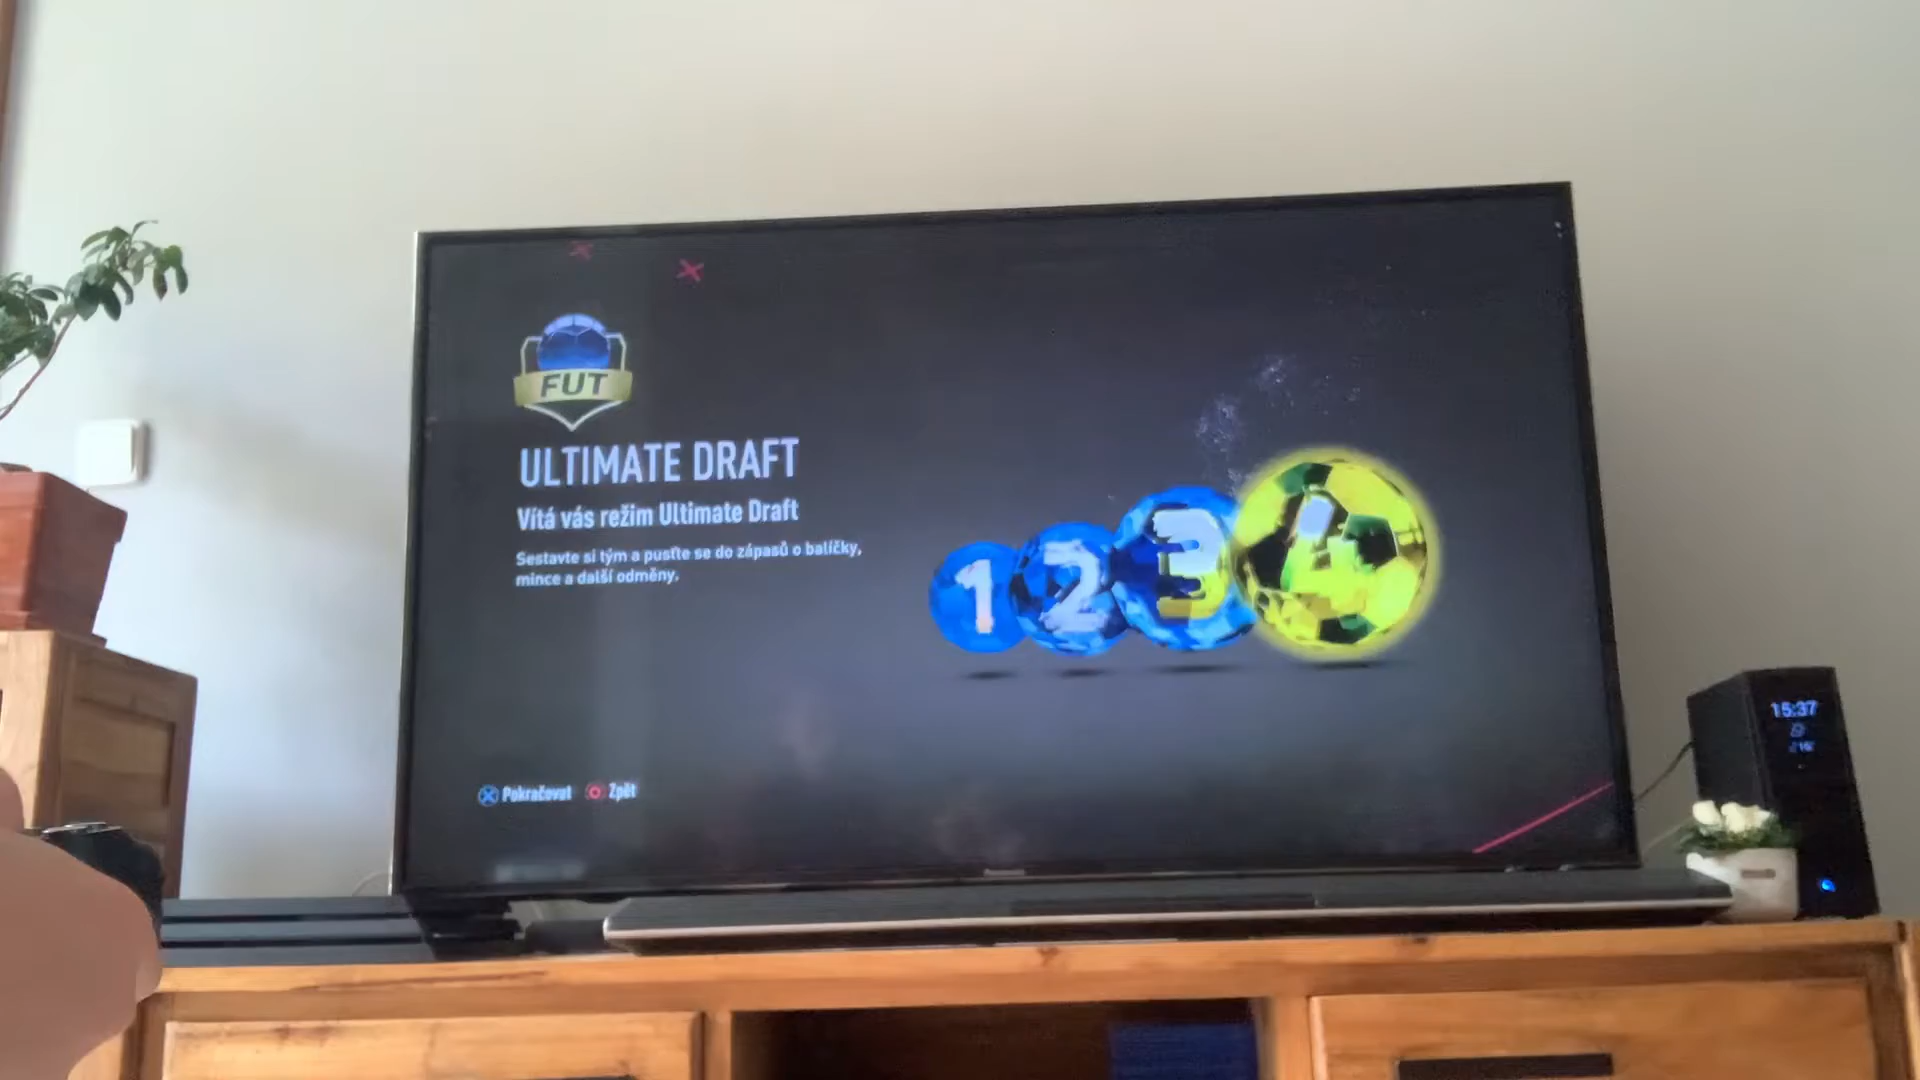 FUT
ULTIMATE DRAFT
Vítá vás režim Ultimate Draft
Sestavte si tým a pusťte se do zápasů o balíčky,
mince a další odměny.
1 2 3 4
Pokračovat Zpět
15:37